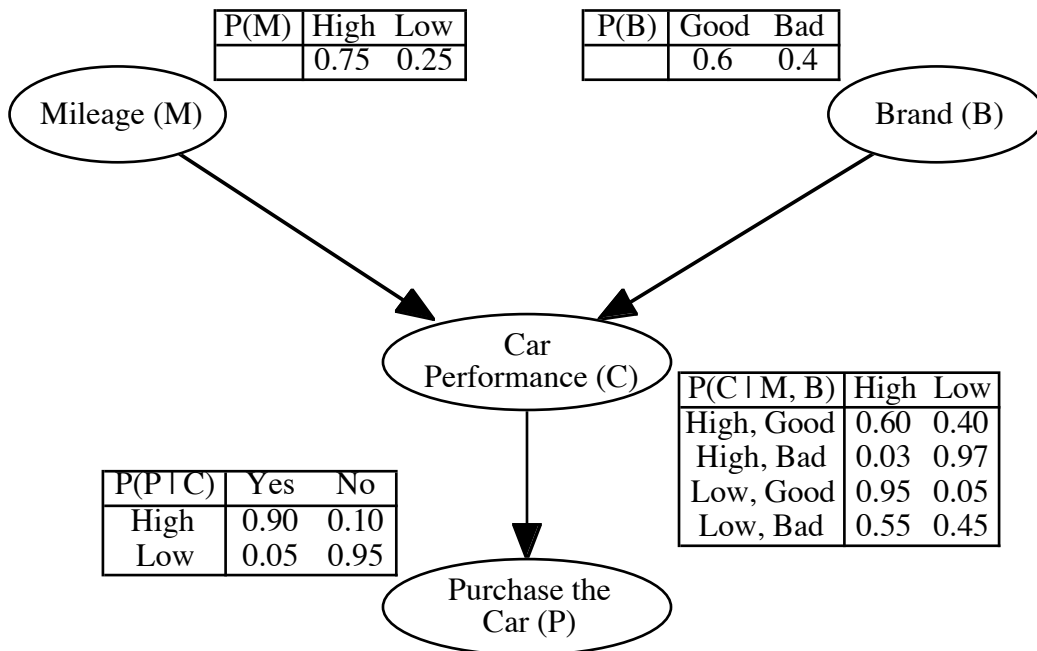 P(M) High Low
0.75 0.25
P(B) Good Bad
0.6 0.4
Mileage (M)
Brand (B)
Car
Performance (C)
P(C | M, B) High Low
High, Good 0.60 0.40
High, Bad 0.03 0.97
Low, Good 0.95 0.05
Low, Bad 0.55 0.45
P(P | C) Yes No
High 0.90 0.10
Low 0.05 0.95
Purchase the
Car (P)